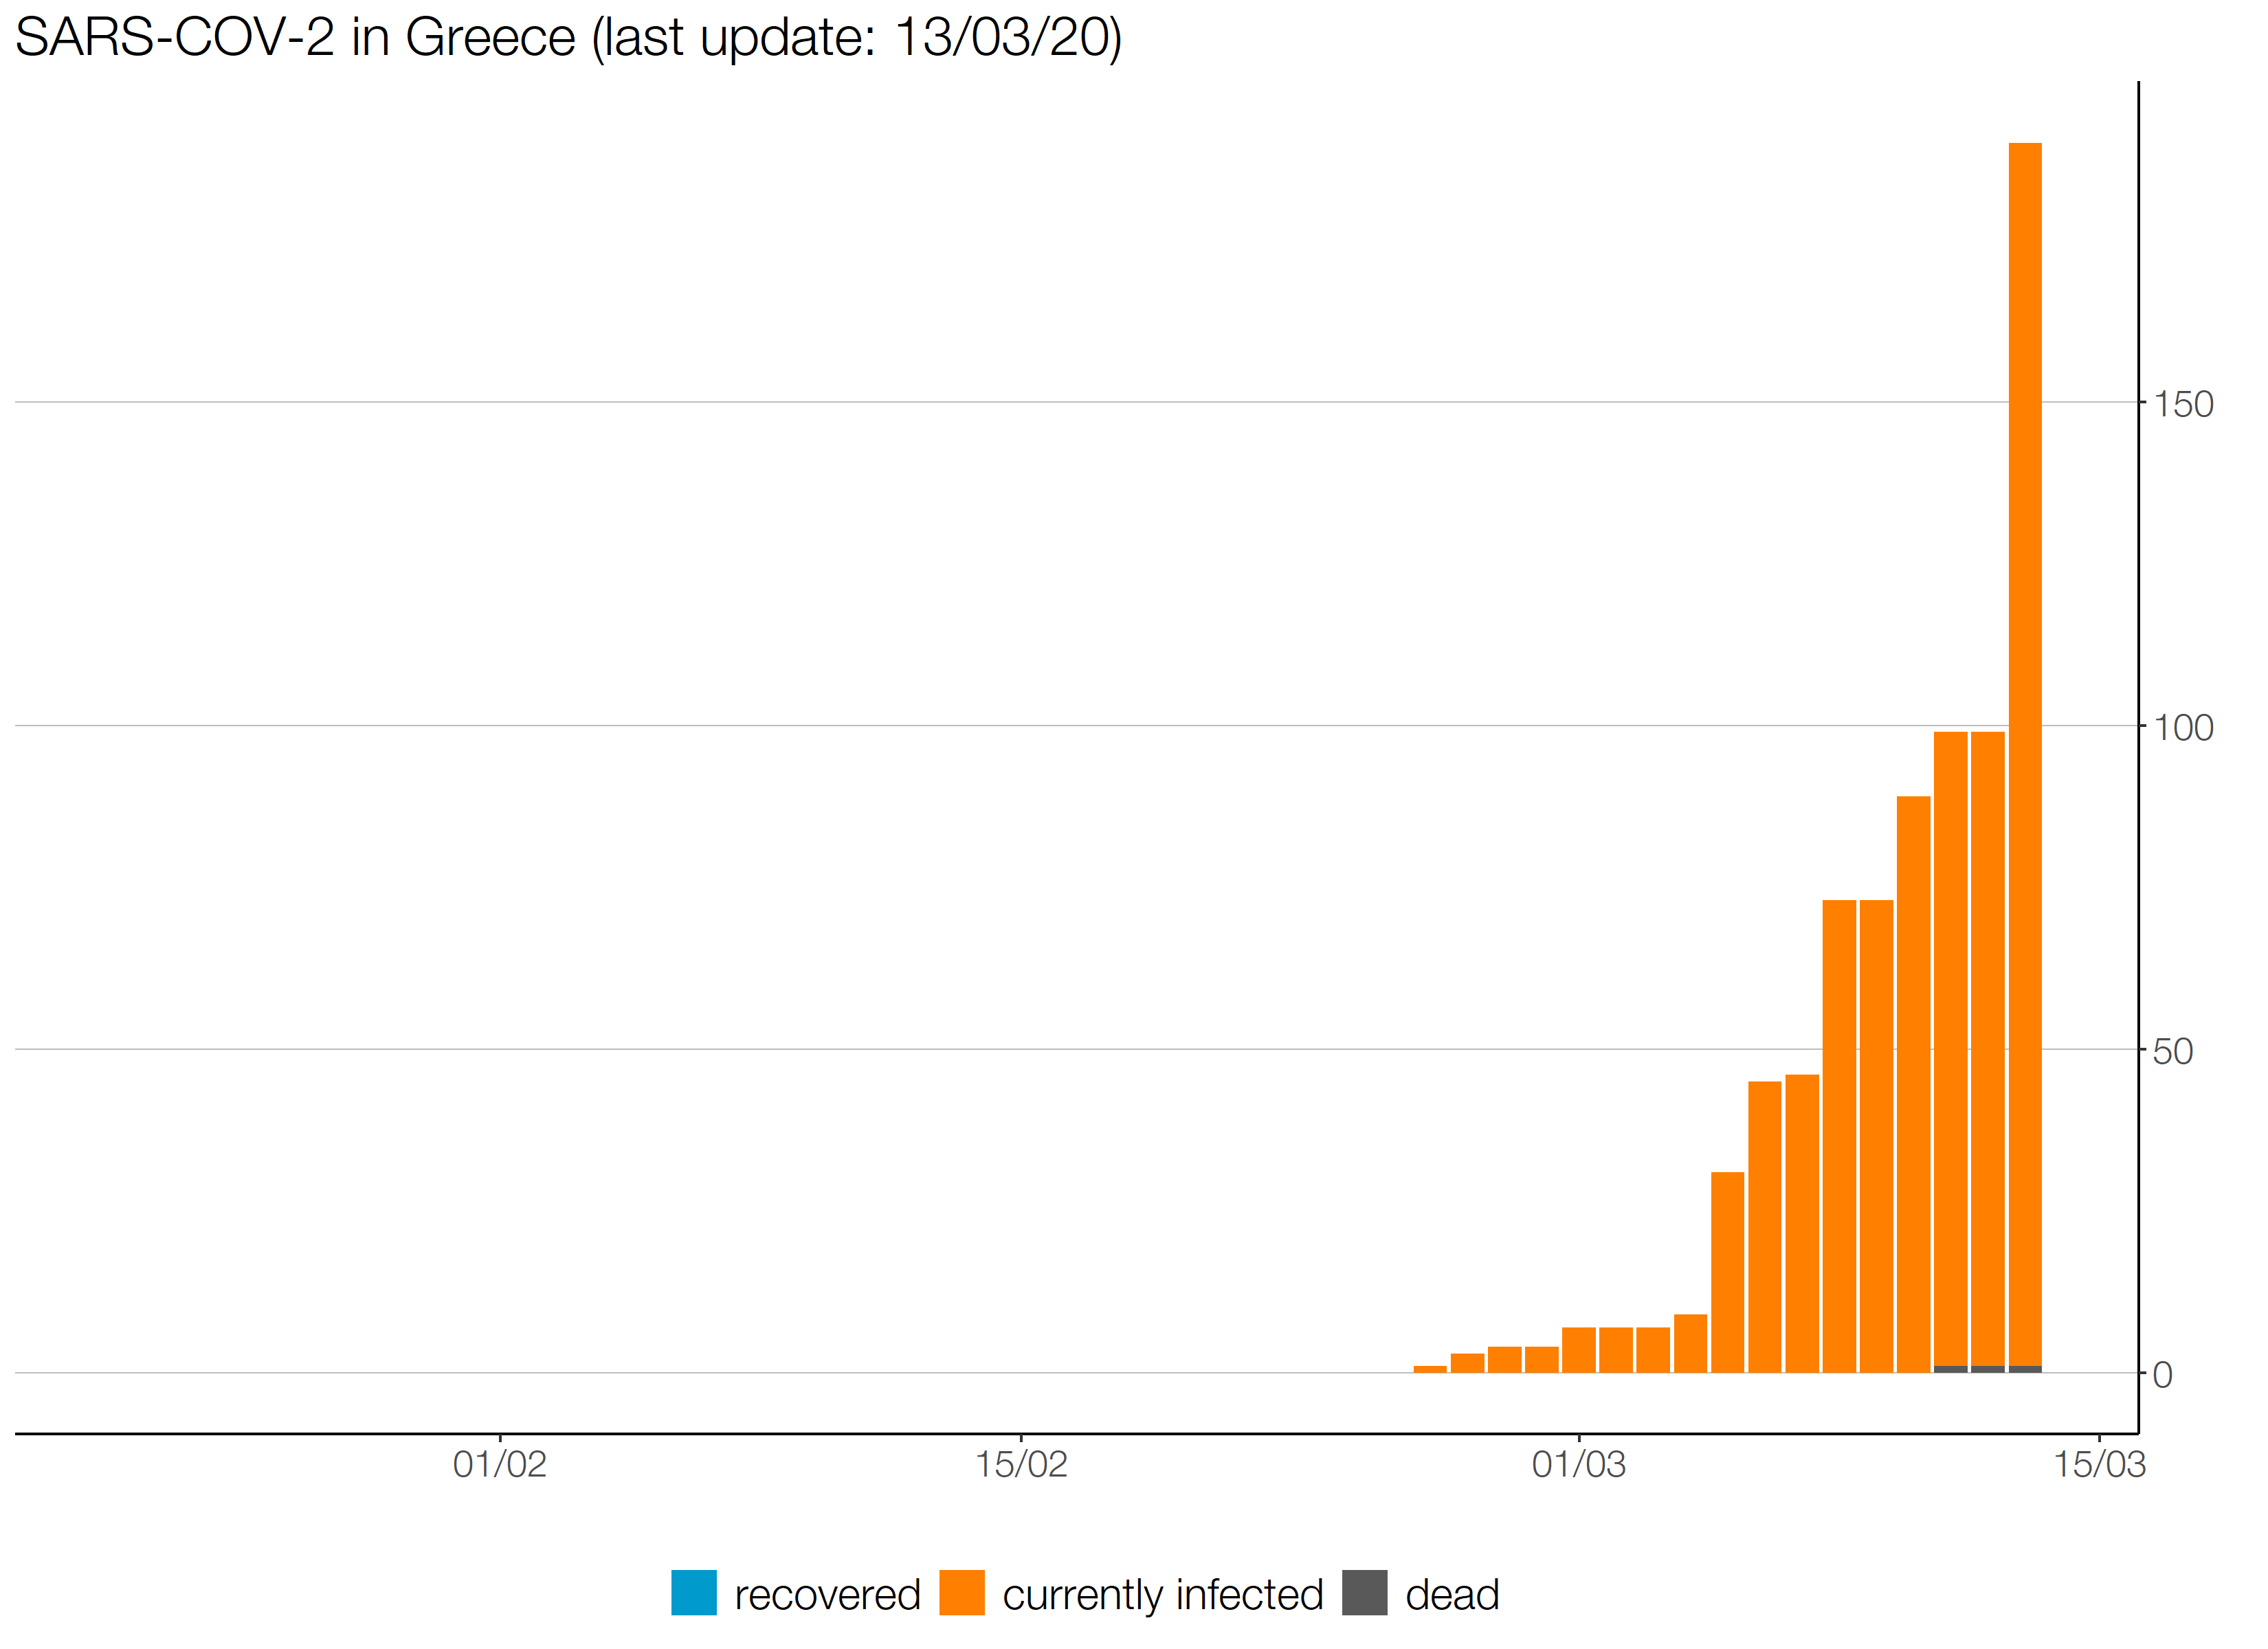 SARS-COV-2 in Greece (last update: 13/03/20)
150
100
50
0
01/02 15/02 01/03 15/03
recovered currently infected dead